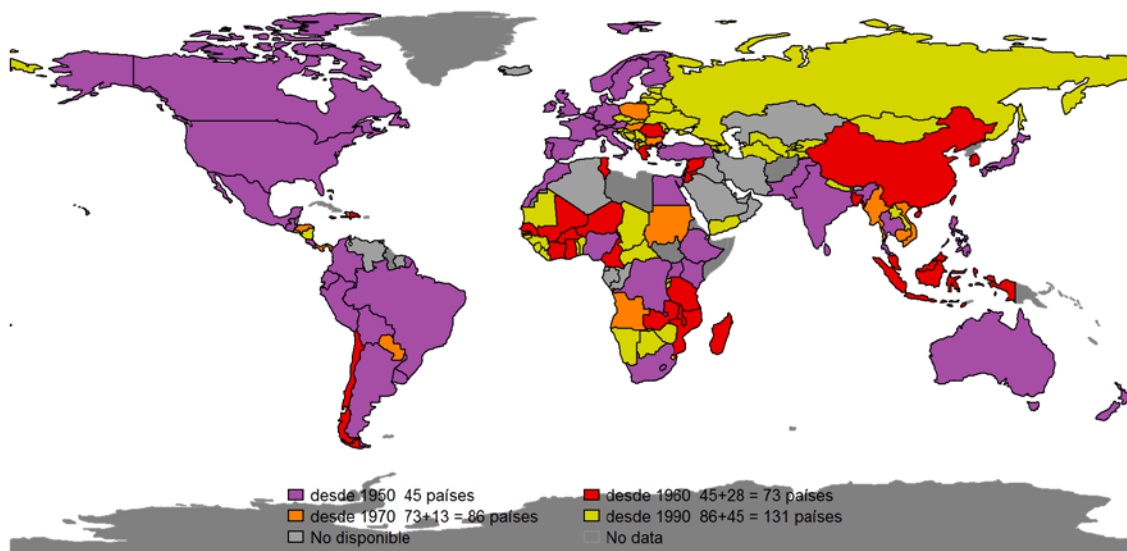 desde 1950 45 países
desde 1960 45+28 = 73 países
desde 1970 73+13 = 86 países
desde 1990 86+45 = 131 países
No disponible
No data